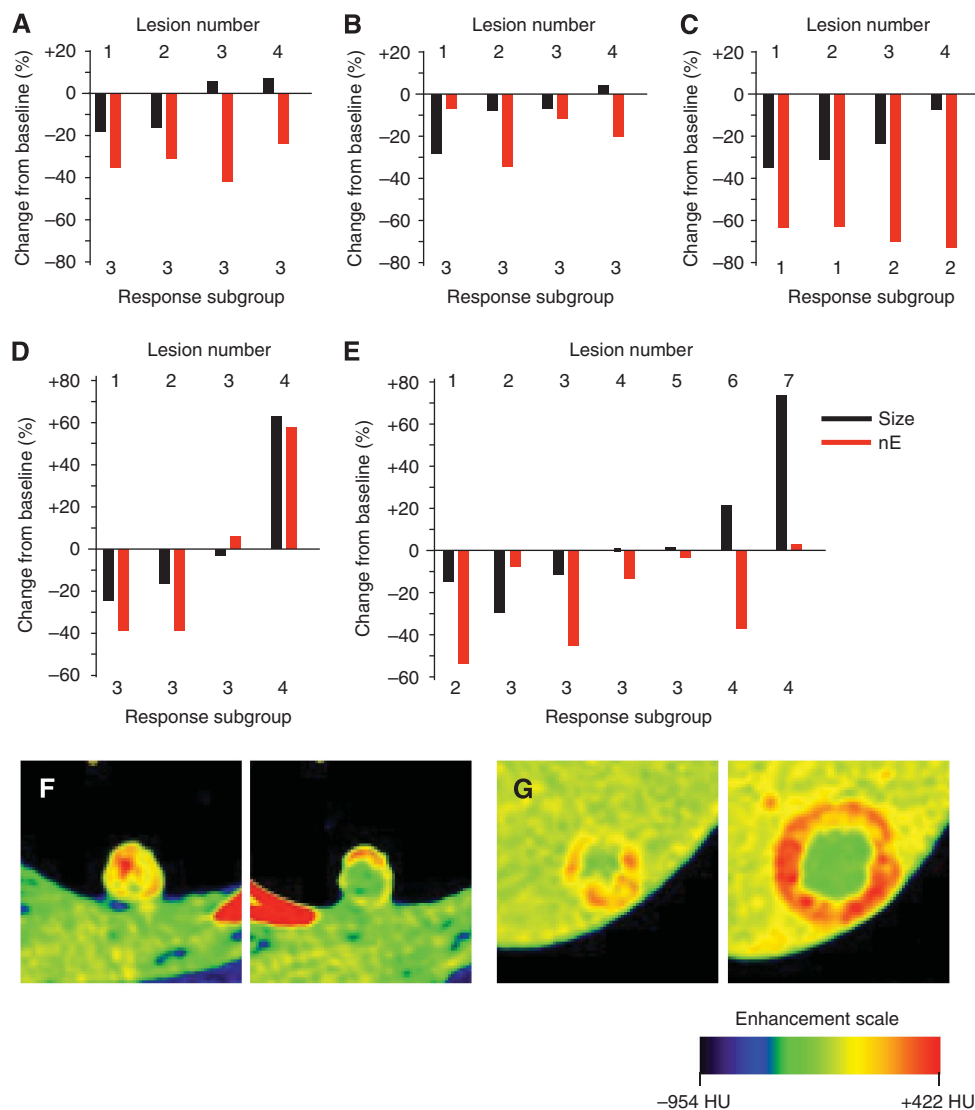 A
Lesion number
1 2 3 4
Change from baseline (%)
+20
0
−20
−40
−60
−80
3 3 3 3
Response subgroup
B
Lesion number
1 2 3 4
Change from baseline (%)
+20
0
−20
−40
−60
−80
3 3 3 3
Response subgroup
C
Lesion number
1 2 3 4
Change from baseline (%)
+20
0
−20
−40
−60
−80
1 1 2 2
Response subgroup
D
Lesion number
1 2 3 4
Change from baseline (%)
+80
+60
+40
+20
0
−20
−40
−60
3 3 3 4
Response subgroup
E
Lesion number
1 2 3 4 5 6 7
Change from baseline (%)
+80
+60
+40
+20
0
−20
−40
−60
2 3 3 3 3 4 4
Response subgroup
Size
nE
F
G
Enhancement scale
−954 HU +422 HU